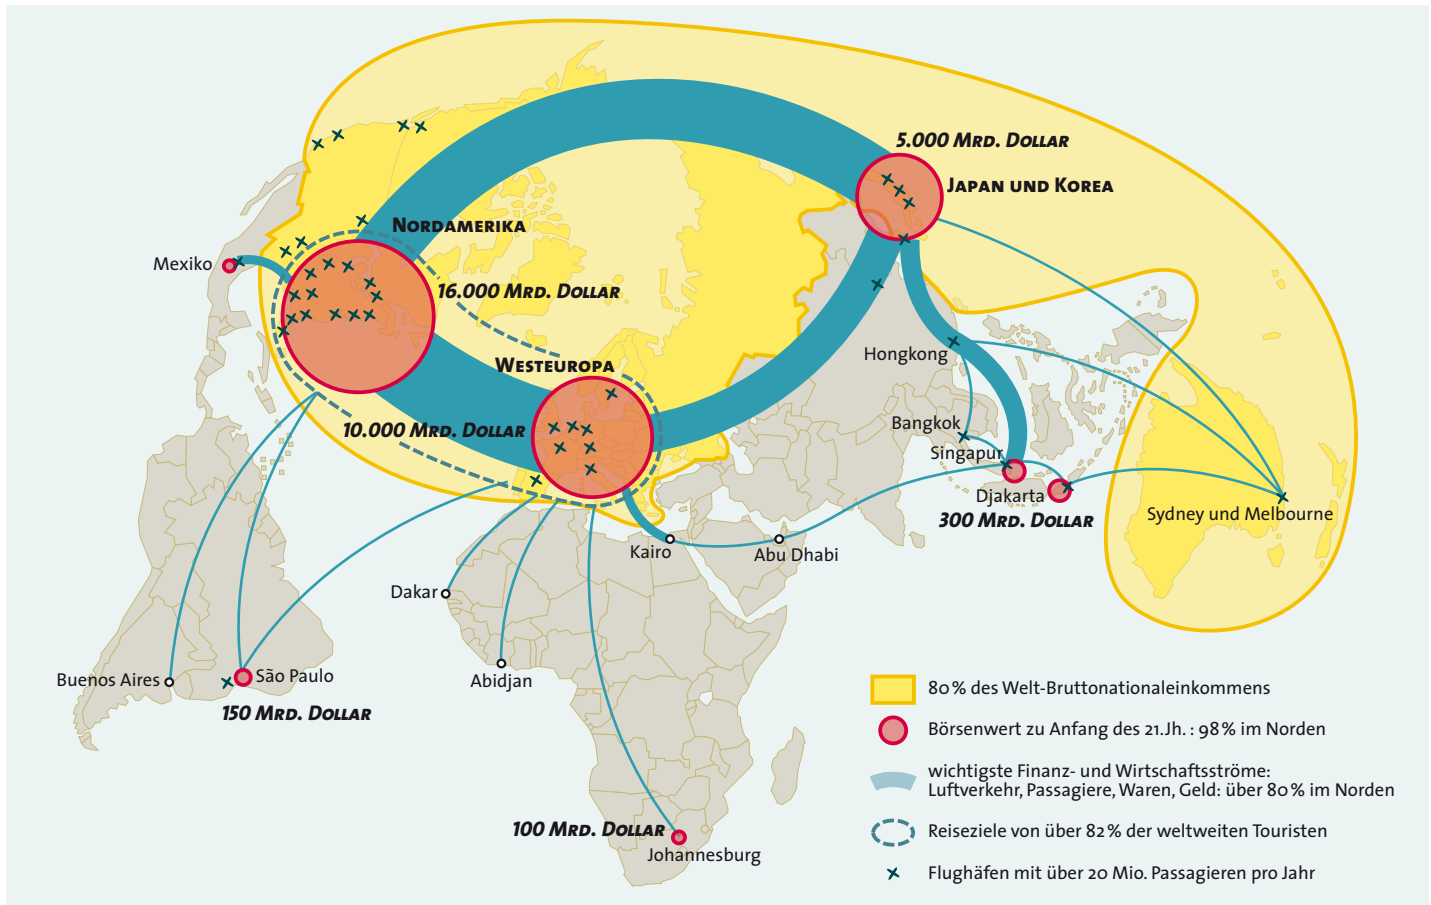 5.000 Mrd. Dollar
Japan und Korea
Nordamerika
Mexiko
16.000 Mrd. Dollar
Hongkong
Westeuropa
10.000 Mrd. Dollar
Bangkok
Singapur
Djakarta
300 Mrd. Dollar
Sydney und Melbourne
Kairo
Abu Dhabi
Dakar
Buenos Aires
São Paulo
Abidjan
150 Mrd. Dollar
100 Mrd. Dollar
Johannesburg
80 % des Welt-Bruttonationaleinkommens
Börsenwert zu Anfang des 21. Jh. : 98 % im Norden
wichtigste Finanz- und Wirtschaftsströme:
Luftverkehr, Passagiere, Waren, Geld: über 80 % im Norden
Reiseziele von über 82 % der weltweiten Touristen
Flughäfen mit über 20 Mio. Passagieren pro Jahr